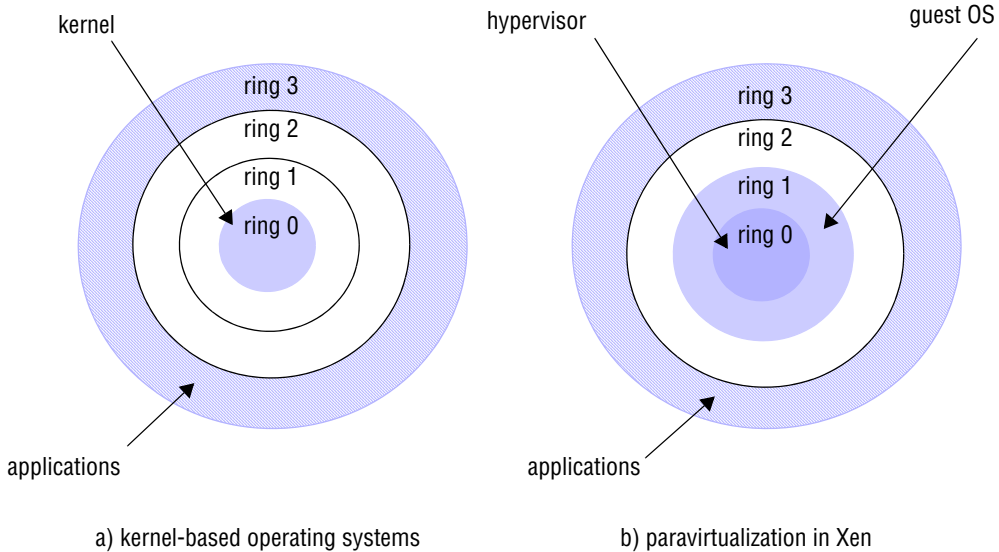 kernel
ring 3
ring 2
ring 1
ring 0
applications
a) kernel-based operating systems
hypervisor
guest OS
ring 3
ring 2
ring 1
ring 0
applications
b) paravirtualization in Xen